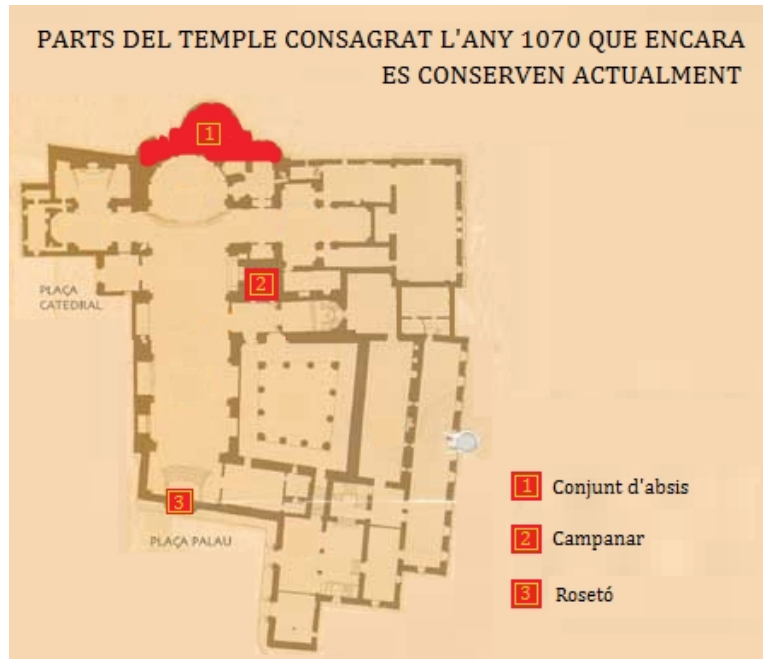 PARTS DEL TEMPLE CONSAGRAT L'ANY 1070 QUE ENCARA
ES CONSERVEN ACTUALMENT
1
2
PLAÇA
CATEDRAL
3
PLAÇA PALAU
1 Conjunt d'absis
2 Campanar
3 Rosetó